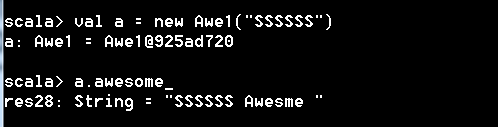 scala> val a = new Awe1("SSSSSS")
a: Awe1 = Awe1@925ad720
scala> a.awesome_
res28: String = "SSSSSS Awesme "